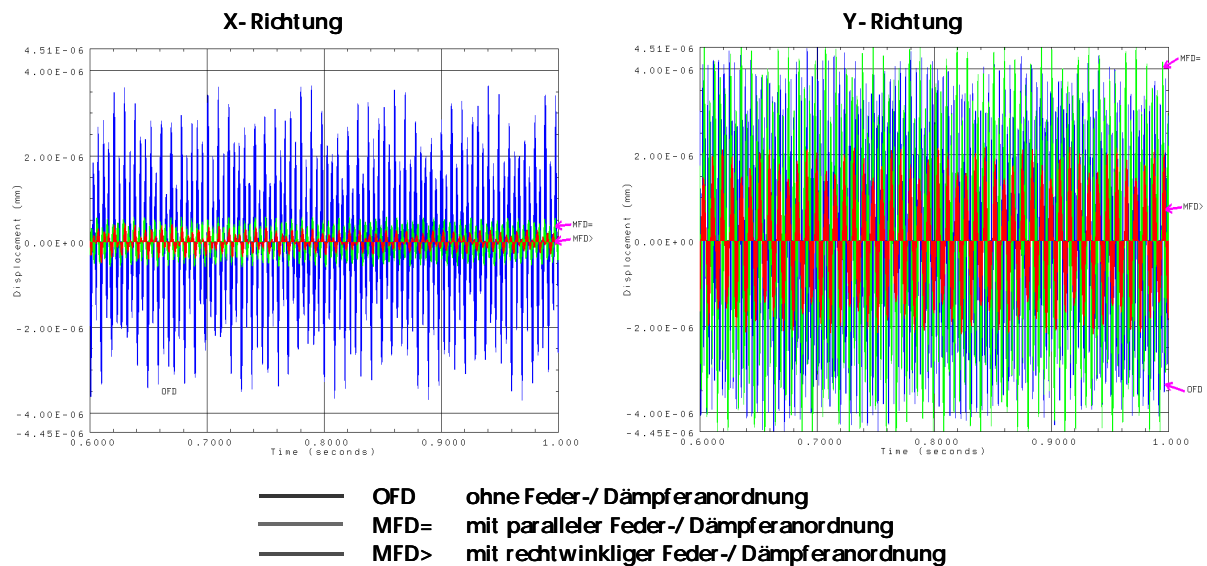 X-Richtung
Y-Richtung
4.51E-06
4.00E-06
2.00E-06
0.00E+00
-2.00E-06
-4.00E-06
-4.45E-06
Displacement (mm)
0.6000 0.7000 0.8000 0.9000 1.000
Time (seconds)
OFD
MFD=
MFD>
4.51E-06
4.00E-06
2.00E-06
0.00E+00
-2.00E-06
-4.00E-06
-4.45E-06
Displacement (mm)
0.6000 0.7000 0.8000 0.9000 1.000
Time (seconds)
MFD=
MFD>
OFD
OFD ohne Feder-/ Dämpferanordnung
MFD= mit paralleler Feder-/ Dämpferanordnung
MFD> mit rechtwinkliger Feder-/ Dämpferanordnung